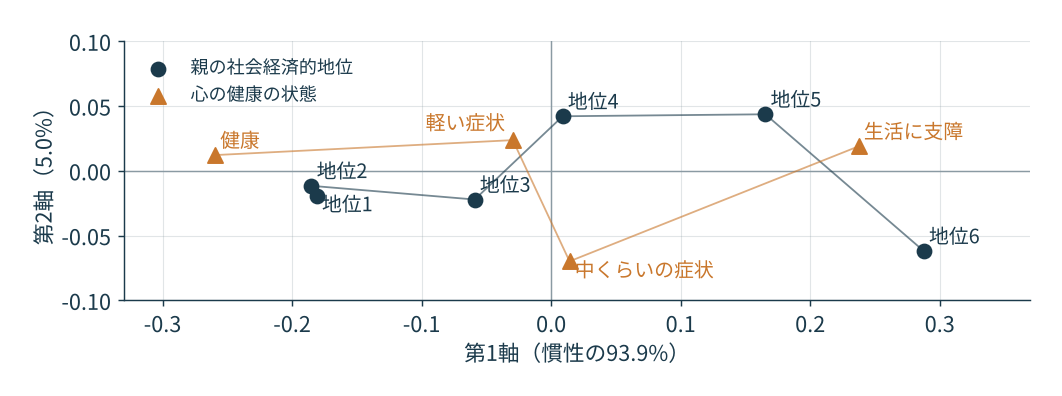 0.10
0.05
0.00
-0.05
-0.10
第2軸（5.0%）
親の社会経済的地位
心の健康の状態
健康
軽い症状
中くらいの症状
生活に支障
地位1
地位2
地位3
地位4
地位5
地位6
-0.3
-0.2
-0.1
0.0
0.1
0.2
0.3
第1軸（慣性の93.9%）